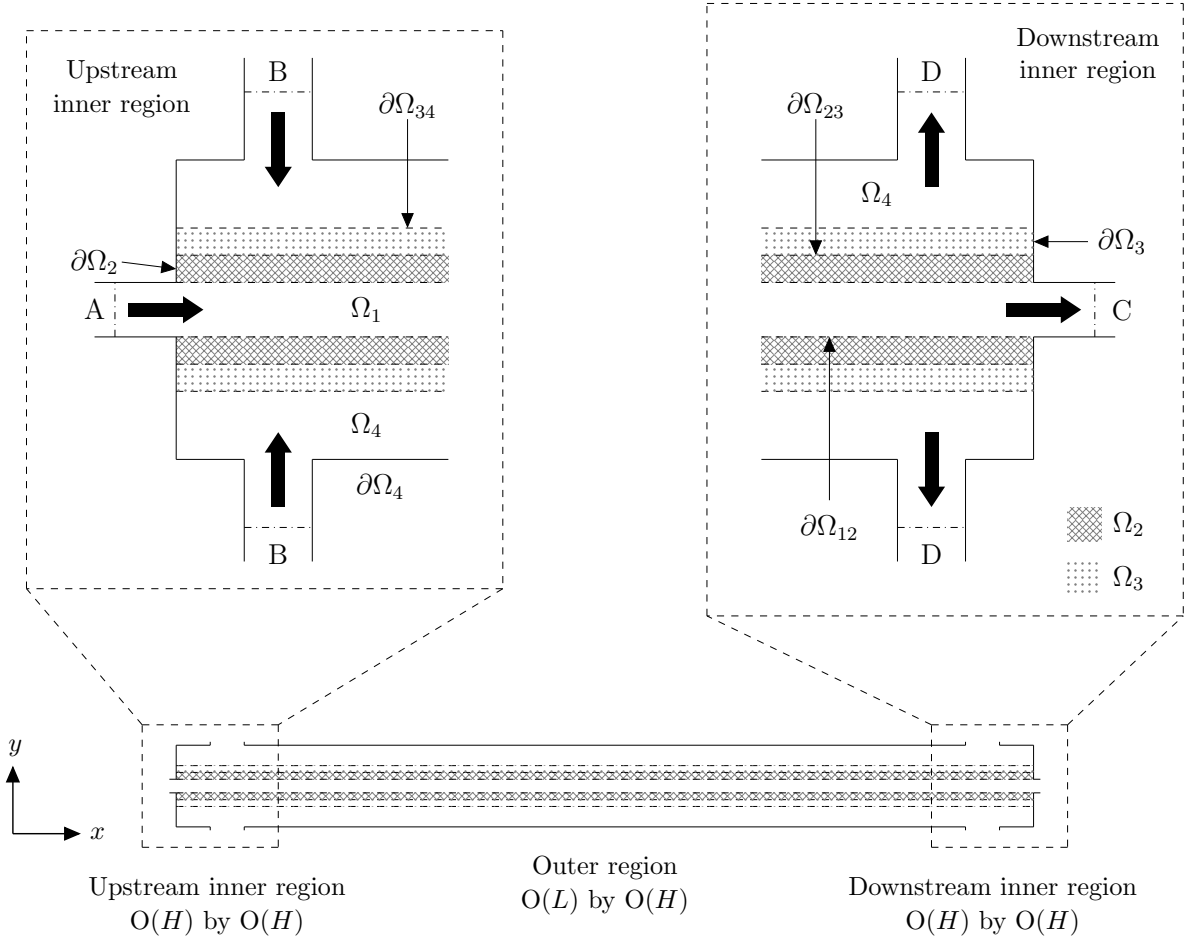 Upstream
inner region
B
∂Ω₃₄
∂Ω₂
A
Ω₁
Ω₄
∂Ω₄
B
Downstream
inner region
D
∂Ω₂₃
Ω₄
∂Ω₃
C
∂Ω₁₂
D
Ω₂
Ω₃
y
x
Upstream inner region
O(H) by O(H)
Outer region
O(L) by O(H)
Downstream inner region
O(H) by O(H)